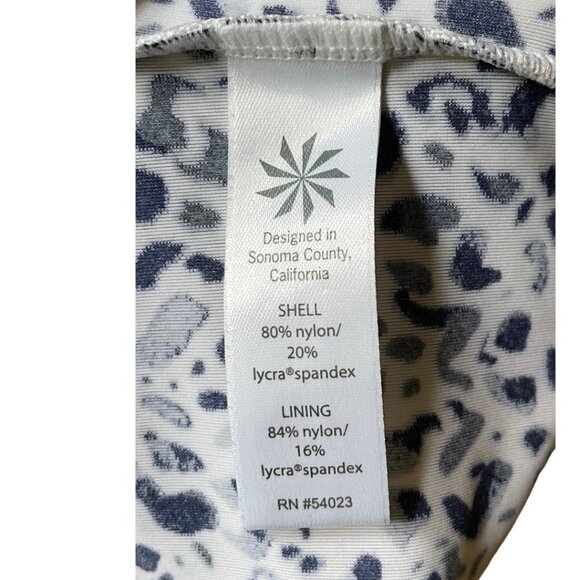 Designed in
Sonoma County,
California
SHELL
80% nylon/
20%
lycra®spandex
LINING
84% nylon/
16%
lycra®spandex
RN #54023